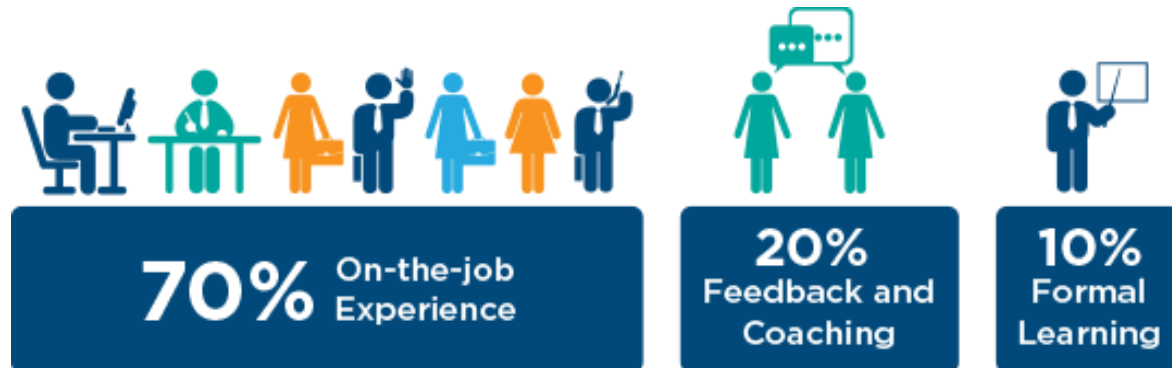 70%
On-the-job
Experience
20%
Feedback and
Coaching
10%
Formal
Learning